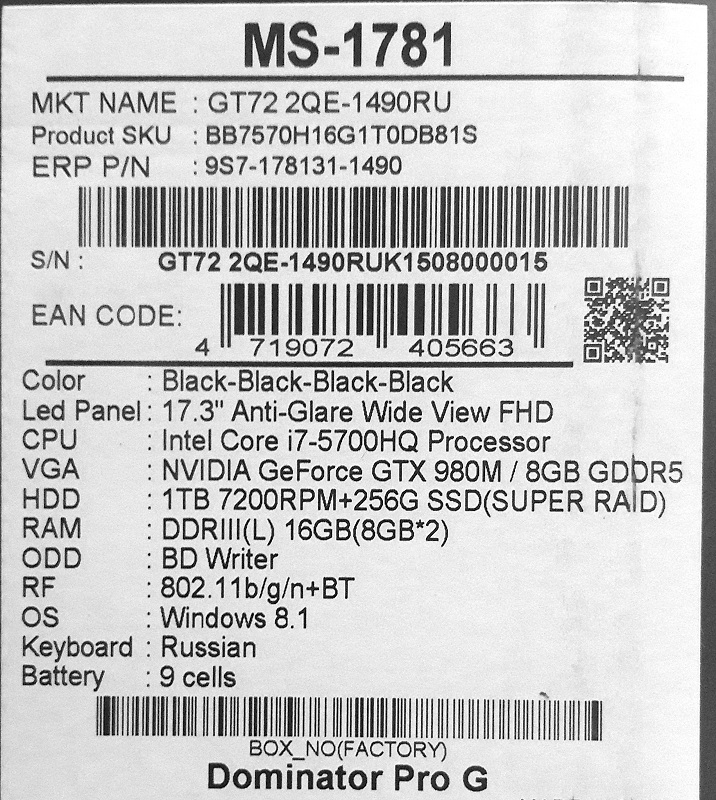 MS-1781
MKT NAME : GT72 2QE-1490RU
Product SKU : BB7570H16G1T0DB81S
ERP P/N : 9S7-178131-1490
S/N : GT72 2QE-1490RUK1508000015
EAN CODE: 4 719072 405663
Color : Black-Black-Black-Black
Led Panel : 17.3" Anti-Glare Wide View FHD
CPU : Intel Core i7-5700HQ Processor
VGA : NVIDIA GeForce GTX 980M / 8GB GDDR5
HDD : 1TB 7200RPM+256G SSD(SUPER RAID)
RAM : DDRIII(L) 16GB(8GB*2)
ODD : BD Writer
RF : 802.11b/g/n+BT
OS : Windows 8.1
Keyboard : Russian
Battery : 9 cells
BOX_NO(FACTORY)
Dominator Pro G